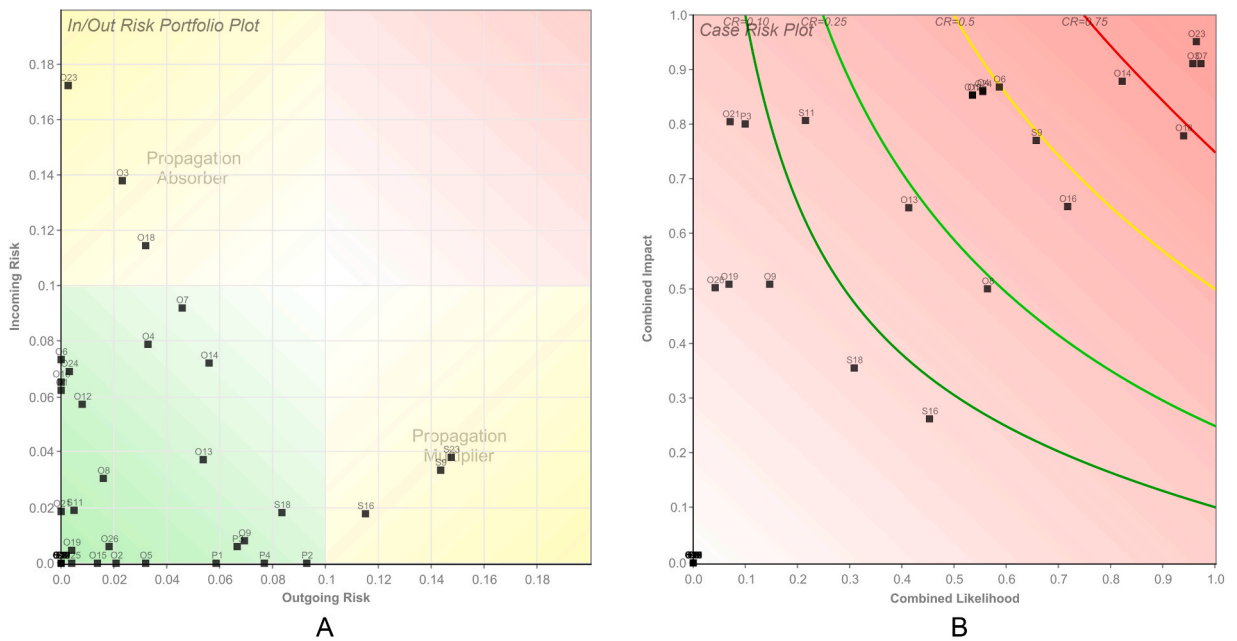 In/Out Risk Portfolio Plot
Incoming Risk
0.18
0.16
0.14
0.12
0.1
0.08
0.06
0.04
0.02
0.0
O23
O3
Propagation
Absorber
O18
O7
O4
O14
O6
O24
O12
O13
Propagation
Multiplier
S23
S9
O8
S11
S18
S16
O9
O26
O19
O15
O2
O5
P1
P4
P2
0.0 0.02 0.04 0.06 0.08 0.10 0.12 0.14 0.16 0.18
Outgoing Risk
A
CR=0.10 CR=0.25 CR=0.5 CR=0.75
Case Risk Plot
Combined Impact
1.0
0.9
0.8
0.7
0.6
0.5
0.4
0.3
0.2
0.1
0.0
O23
O7
O14
O6
O21
P3
S11
S9
O18
O13
O16
O19
O9
S18
S16
0.0 0.1 0.2 0.3 0.4 0.5 0.6 0.7 0.8 0.9 1.0
Combined Likelihood
B